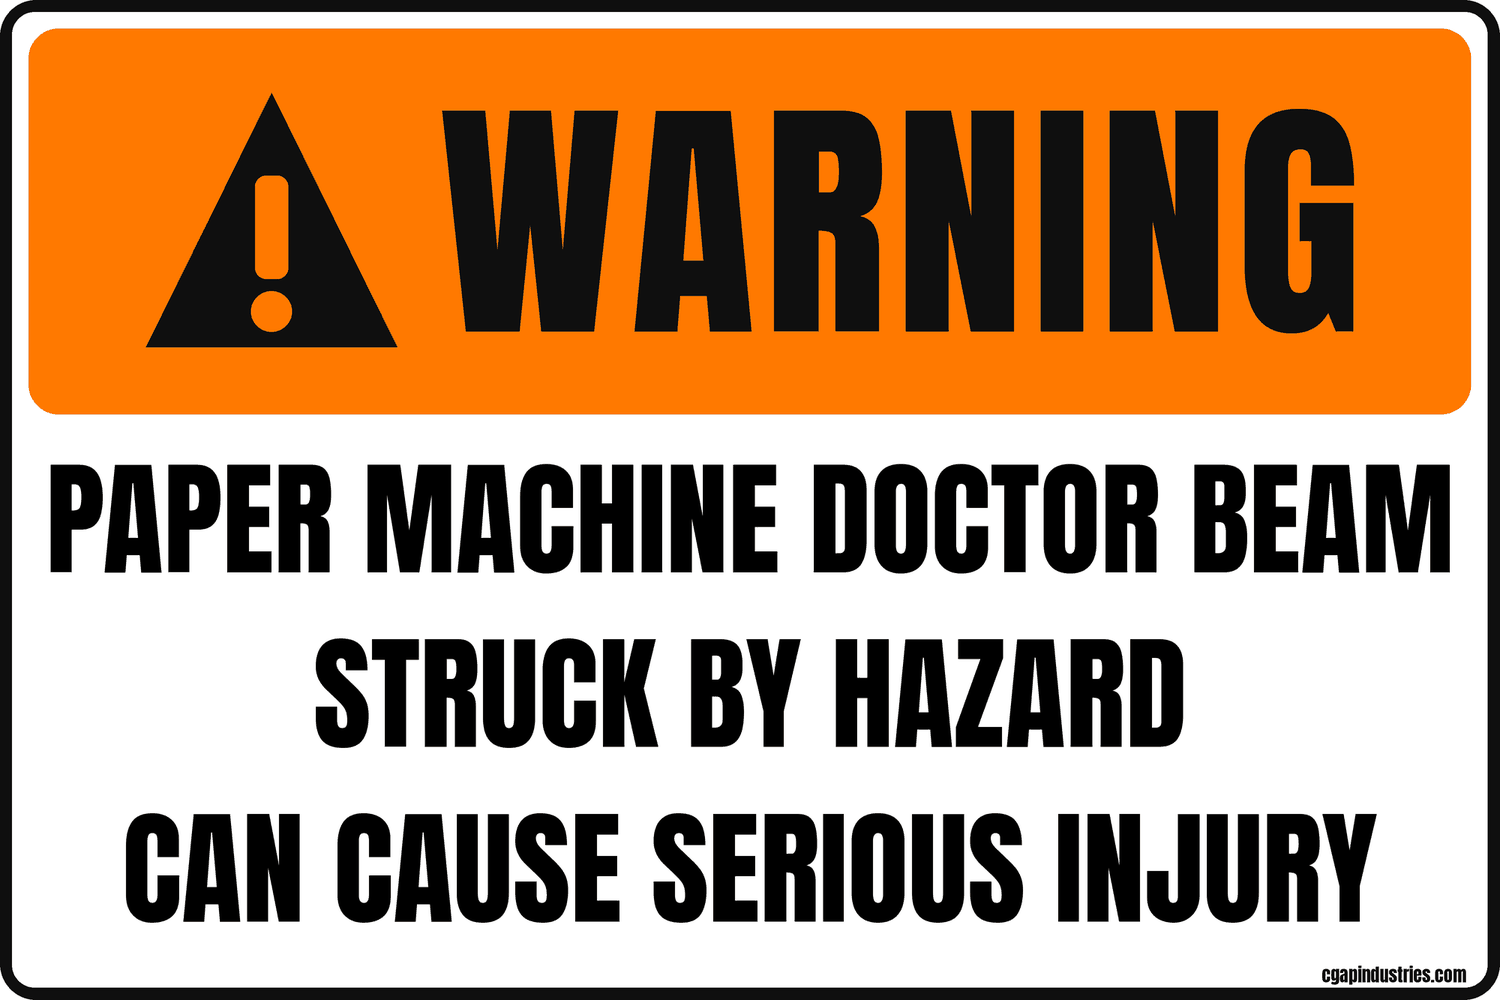 WARNING
PAPER MACHINE DOCTOR BEAM
STRUCK BY HAZARD
CAN CAUSE SERIOUS INJURY
cgapindustries.com